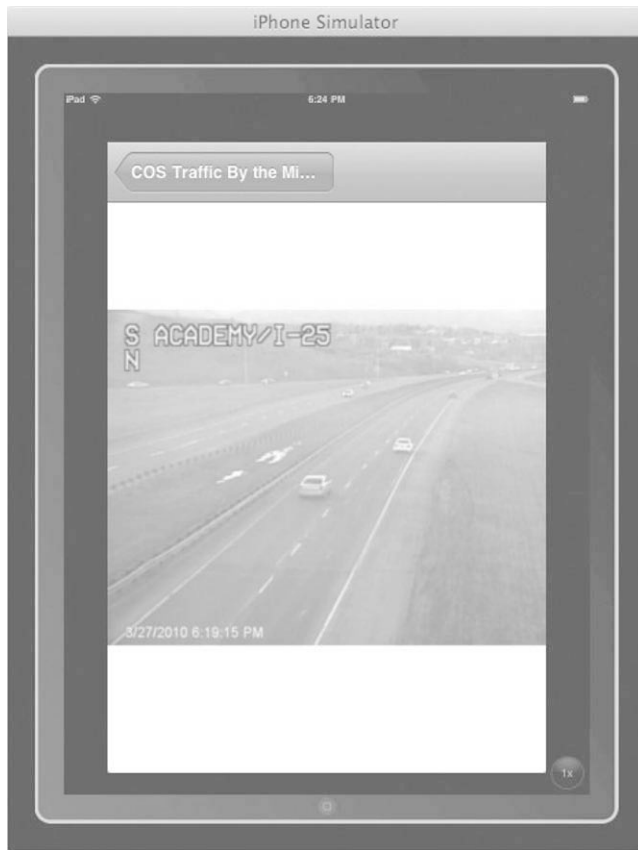 iPhone Simulator
iPad 6:24 PM
COS Traffic By the Mi...
S ACADEMY/I-25
N
3/27/2010 6:19:15 PM
1x